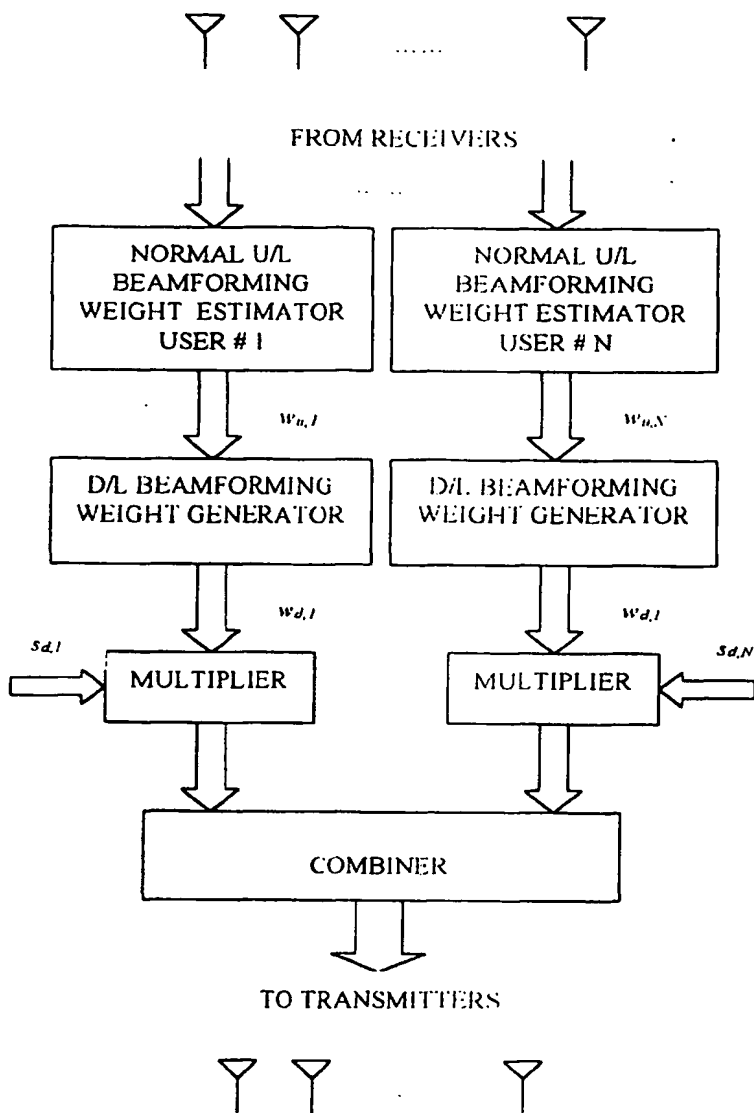 ......
FROM RECEIVERS
NORMAL U/L
BEAMFORMING
WEIGHT ESTIMATOR
USER # 1
NORMAL U/L
BEAMFORMING
WEIGHT ESTIMATOR
USER # N
Wu,1
Wu,N
D/L BEAMFORMING
WEIGHT GENERATOR
D/L BEAMFORMING
WEIGHT GENERATOR
Wd,1
Wd,1
Sd,1
Sd,N
MULTIPLIER
MULTIPLIER
COMBINER
TO TRANSMITTERS